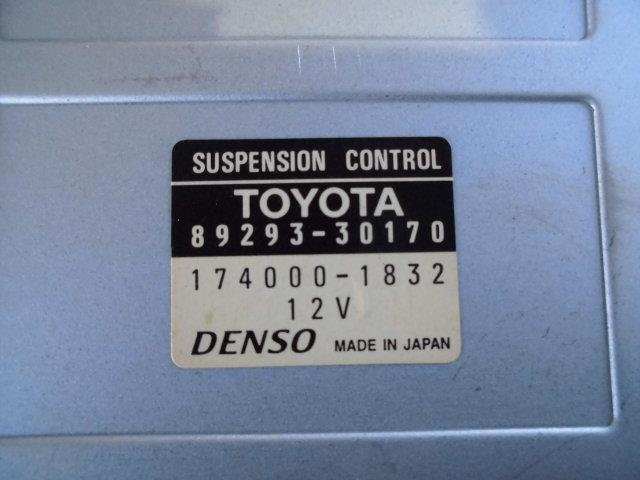 SUSPENSION CONTROL
TOYOTA
89293-30170
174000-1832
12V
DENSO MADE IN JAPAN